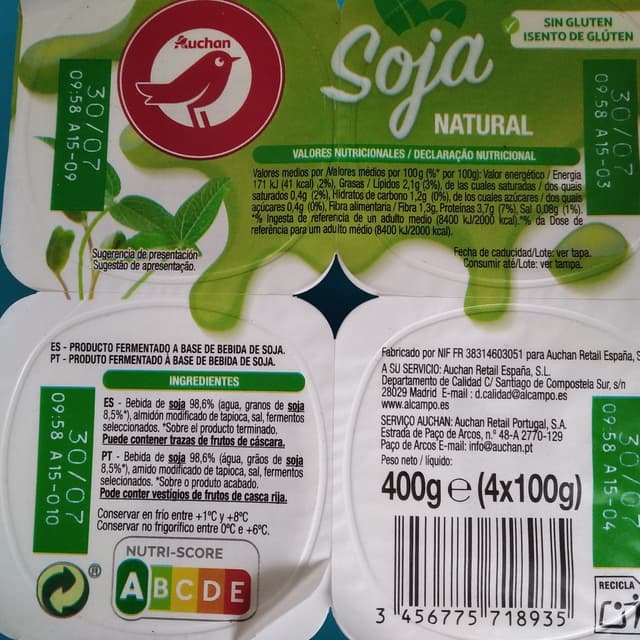 Auchan
Soja
NATURAL
SIN GLUTEN
ISENTO DE GLÚTEN
30/07
09:58 A15-09
30/07
09:58 A15-03
VALORES NUTRICIONALES / DECLARAÇÃO NUTRICIONAL
Valores medios por /Valores médios por 100g (%* por 100g): Valor energético / Energia
171 kJ (41 kcal) (2%), Grasas / Lípidos 2,1g (3%), de las cuales saturadas / dos quais
saturados 0,4g (2%), Hidratos de carbono 1,2g (0%), de los cuales azúcares / dos quais
açúcares 0,4g (0%), Fibra alimentaria / Fibra 1,3g, Proteínas 3,7g (7%), Sal 0,08g (1%).
*% Ingesta de referencia de un adulto medio (8400 kJ/2000 kcal).*% da Dose de
referência para um adulto médio (8400 kJ/2000 kcal).
Sugerencia de presentación
Sugestão de apresentação.
Fecha de caducidad/Lote: ver tapa.
Consumir até/Lote: ver tampa.
ES - PRODUCTO FERMENTADO A BASE DE BEBIDA DE SOJA.
PT - PRODUTO FERMENTADO À BASE DE BEBIDA DE SOJA.
INGREDIENTES
ES - Bebida de soja 98,6% (agua, granos de soja
8,5%*), almidón modificado de tapioca, sal, fermentos
seleccionados. *Sobre el producto terminado.
Puede contener trazas de frutos de cáscara.
PT - Bebida de soja 98,6% (água, grãos de soja
8,5%*), amido modificado de tapioca, sal, fermentos
selecionados. *Sobre o produto acabado.
Pode conter vestígios de frutos de casca rija.
Conservar en frío entre +1ºC y +8ºC
Conservar no frigorífico entre 0ºC e +6ºC.
30/07
09:58 A15-010
NUTRI-SCORE
A B C D E
®
Fabricado por NIF FR 38314603051 para Auchan Retail España, S
A SU SERVICIO: Auchan Retail España, S.L.
Departamento de Calidad C/ Santiago de Compostela Sur, s/n
28029 Madrid E-mail : d.calidad@alcampo.es
www.alcampo.es
SERVIÇO AUCHAN: Auchan Retail Portugal, S.A.
Estrada de Paço de Arcos, n.º 48-A 2770-129
Paço de Arcos E-mail: info@auchan.pt
Peso neto / líquido:
400g e (4x100g)
30/07
09:58 A15-04
3 456775 718935
RECICLA